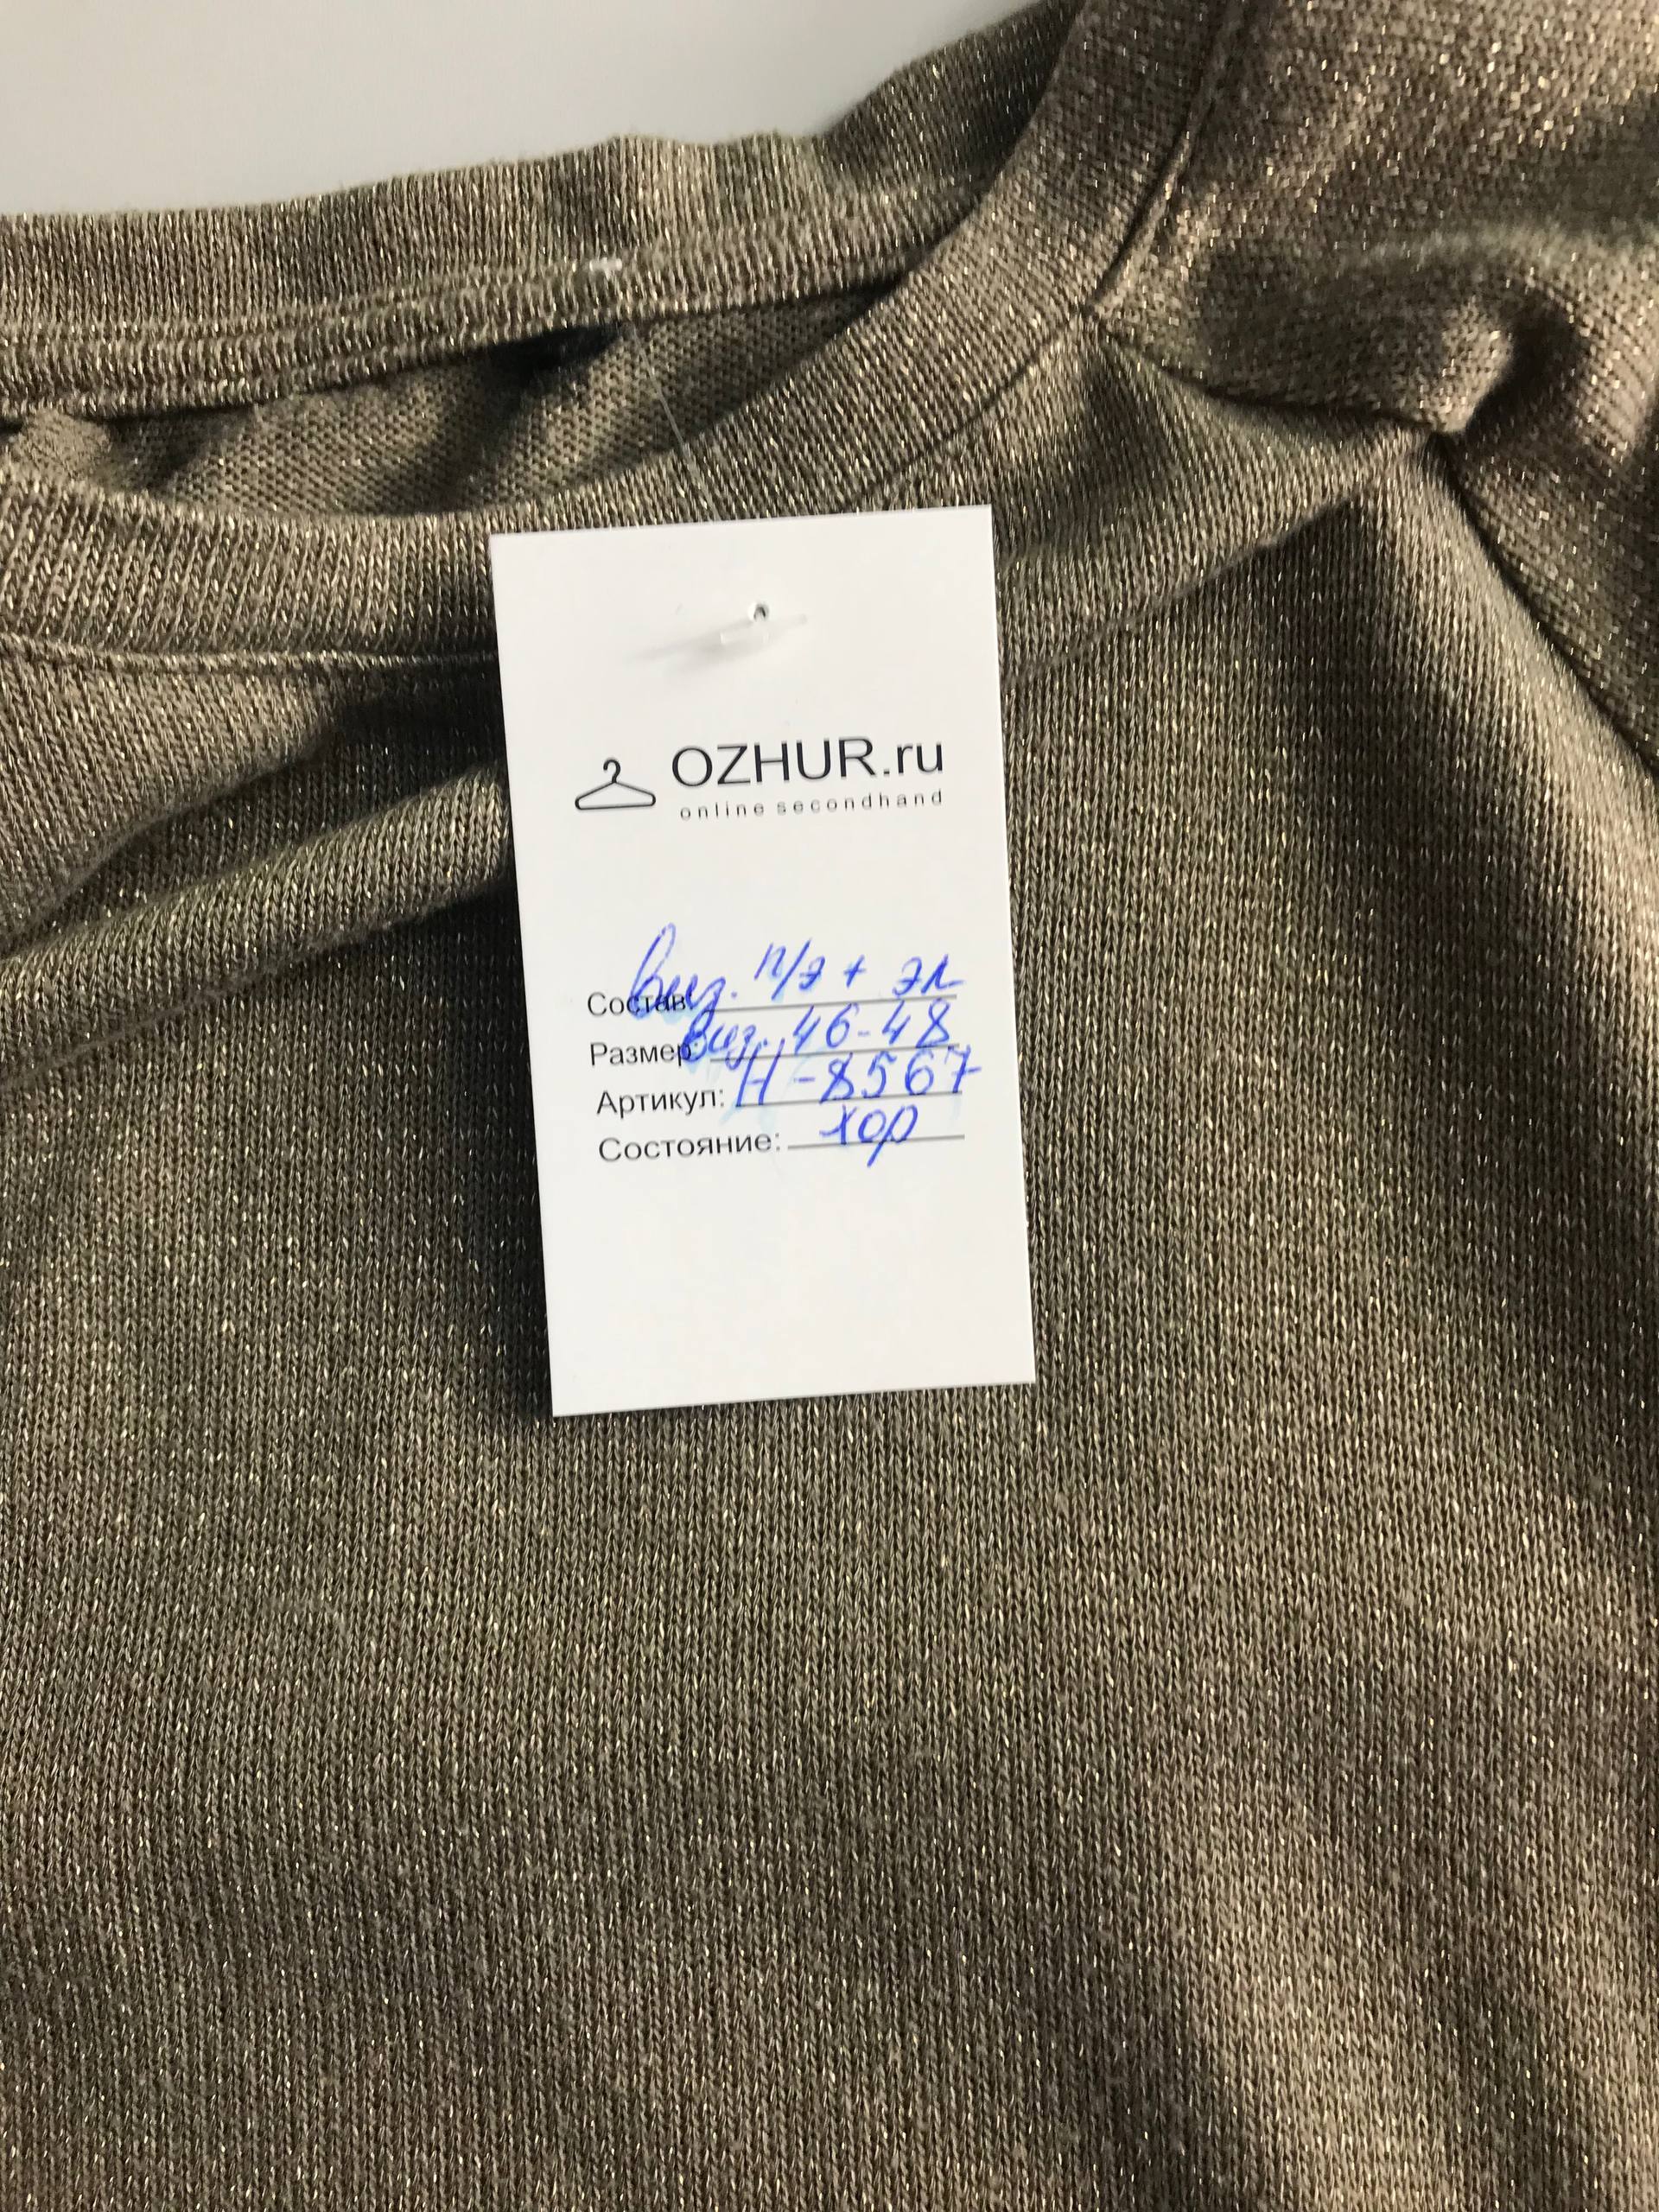 OZHUR.ru
online secondhand
Состав: виз. п/э + эл
Размер: виз. 46-48
Артикул: Н-8567
Состояние: хор